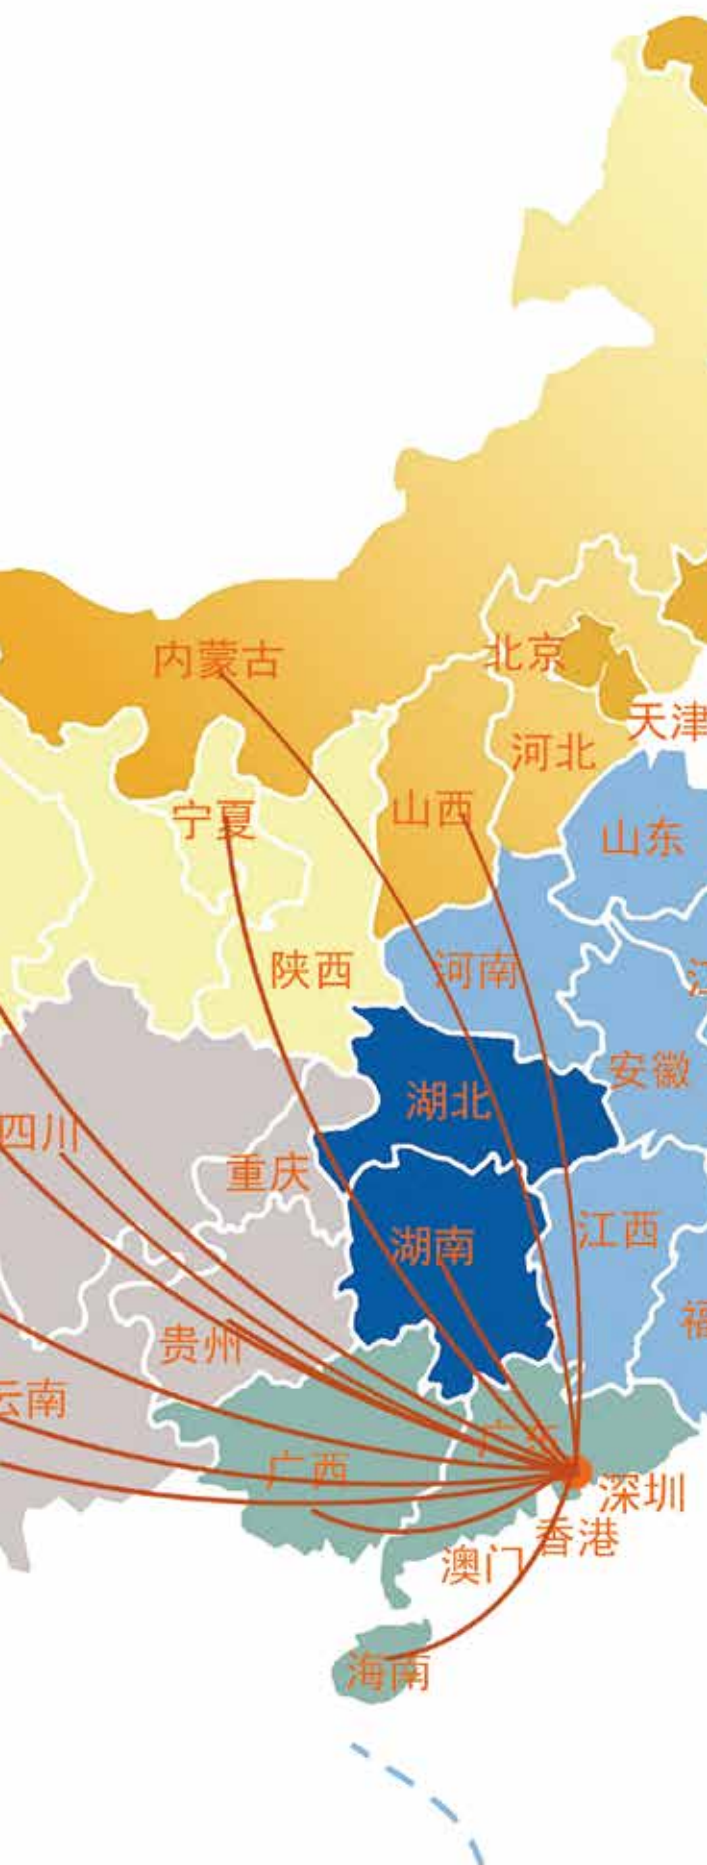 内蒙古
北京
天津
河北
山西
宁夏
山东
陕西
河南
安徽
湖北
四川
重庆
江西
湖南
贵州
云南
广东
广西
深圳
香港
澳门
海南